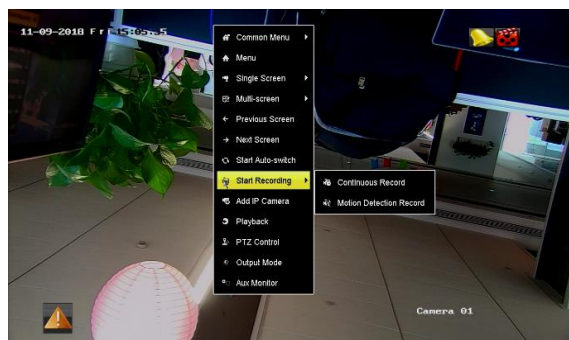 11-09-2018 Fri 15:05:35
Common Menu
Menu
Single Screen
Multi-screen
Previous Screen
Next Screen
Start Auto-switch
Start Recording
Continuous Record
Motion Detection Record
Add IP Camera
Playback
PTZ Control
Output Mode
Aux Monitor
Camera 01